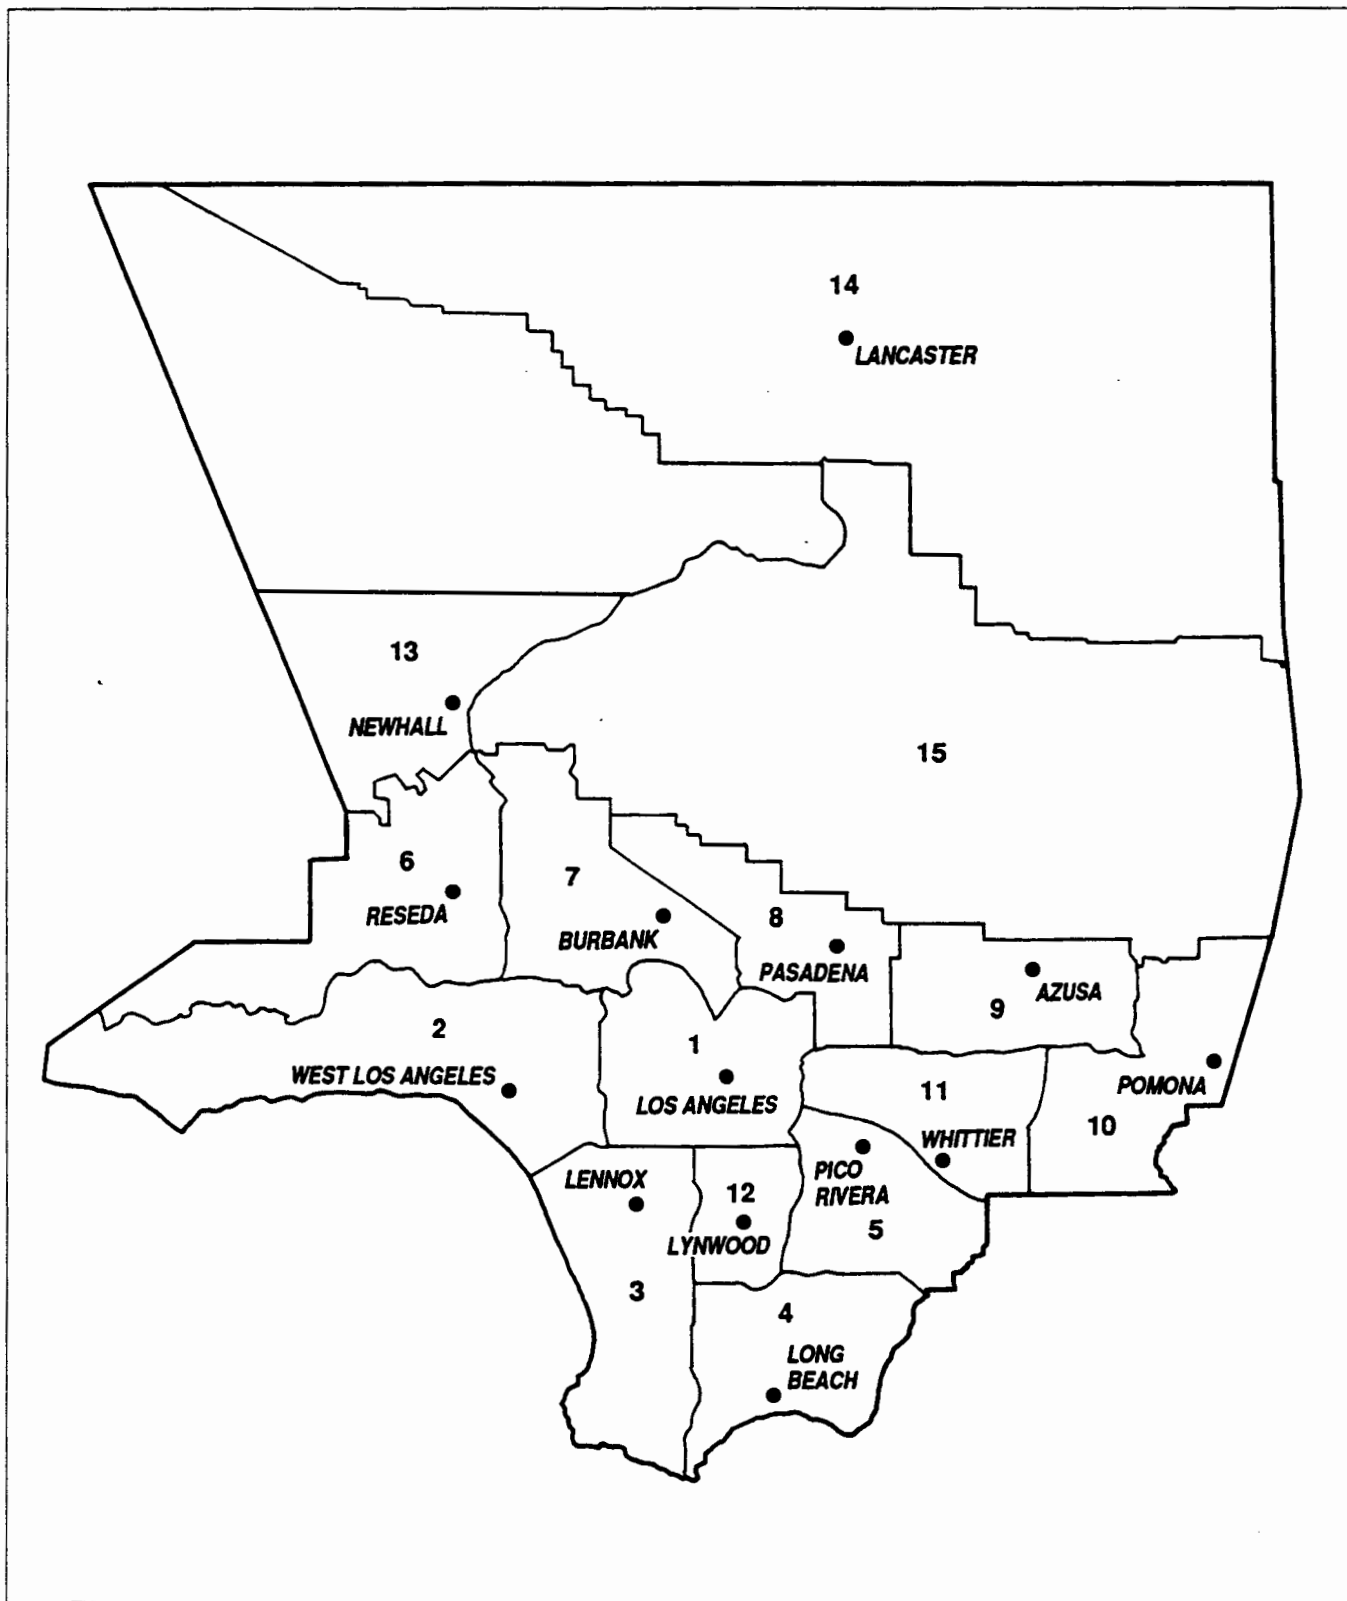 14
LANCASTER
13
NEWHALL
15
6
RESEDA
7
BURBANK
8
PASADENA
AZUSA
9
2
WEST LOS ANGELES
1
LOS ANGELES
POMONA
10
11
WHITTIER
PICO
RIVERA
5
LENNOX
12
LYNWOOD
3
4
LONG
BEACH